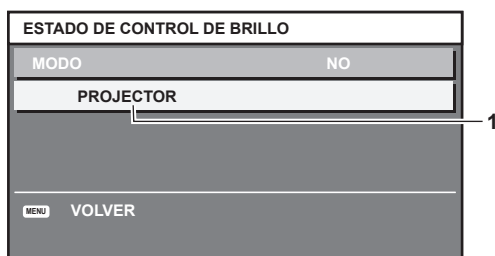 ESTADO DE CONTROL DE BRILLO
MODO NO
PROJECTOR
1
MENU VOLVER